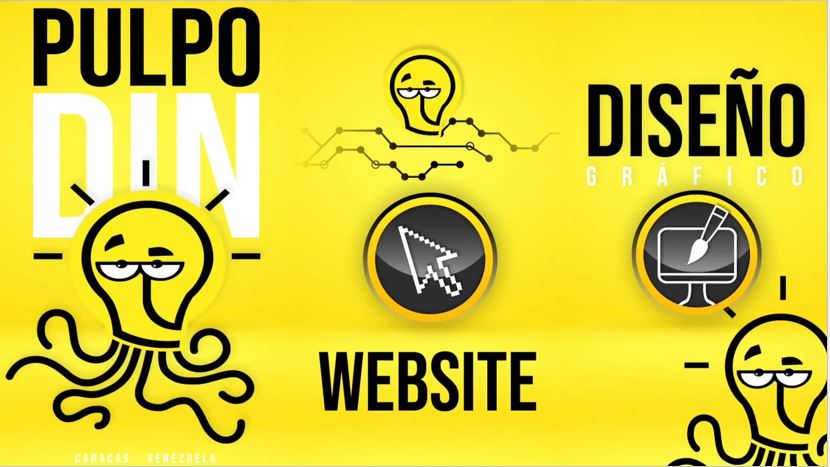 PULPO
DIN
CARACAS - VENEZUELA
WEBSITE
DISEÑO
GRÁFICO